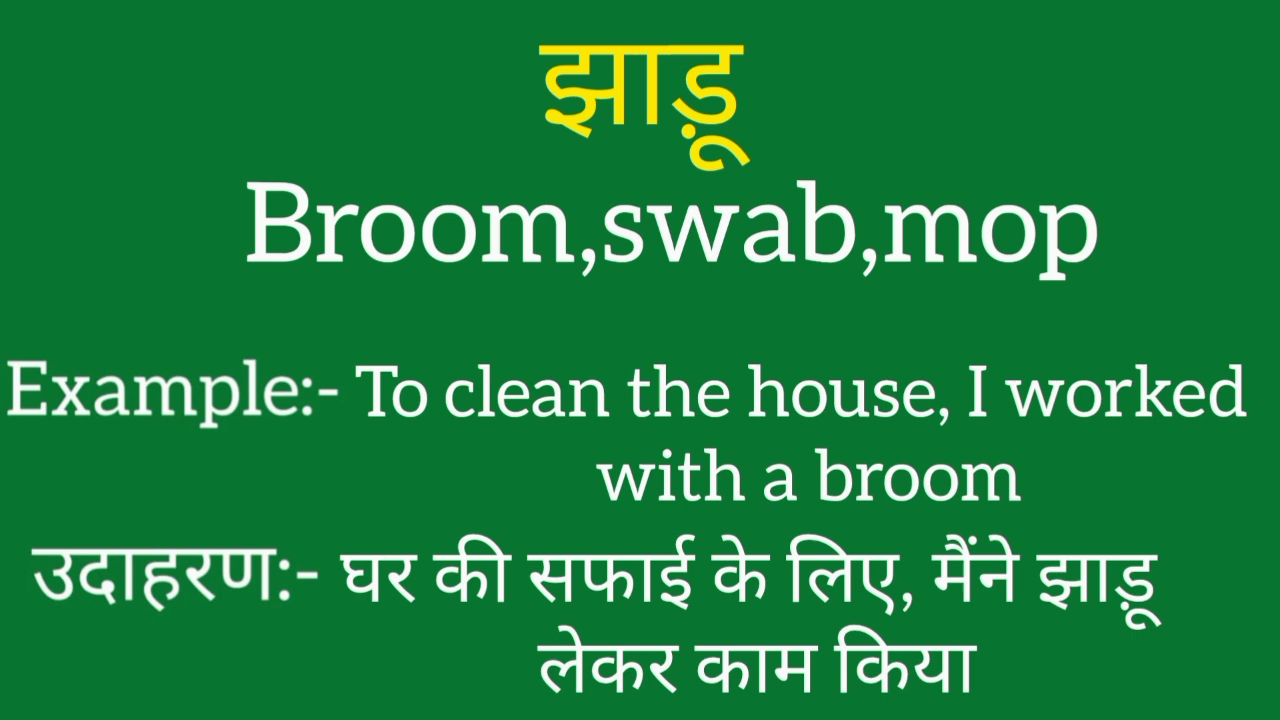 झाड़ू
Broom,swab,mop
Example:- To clean the house, I worked
with a broom
उदाहरण:- घर की सफाई के लिए, मैंने झाड़ू
लेकर काम किया